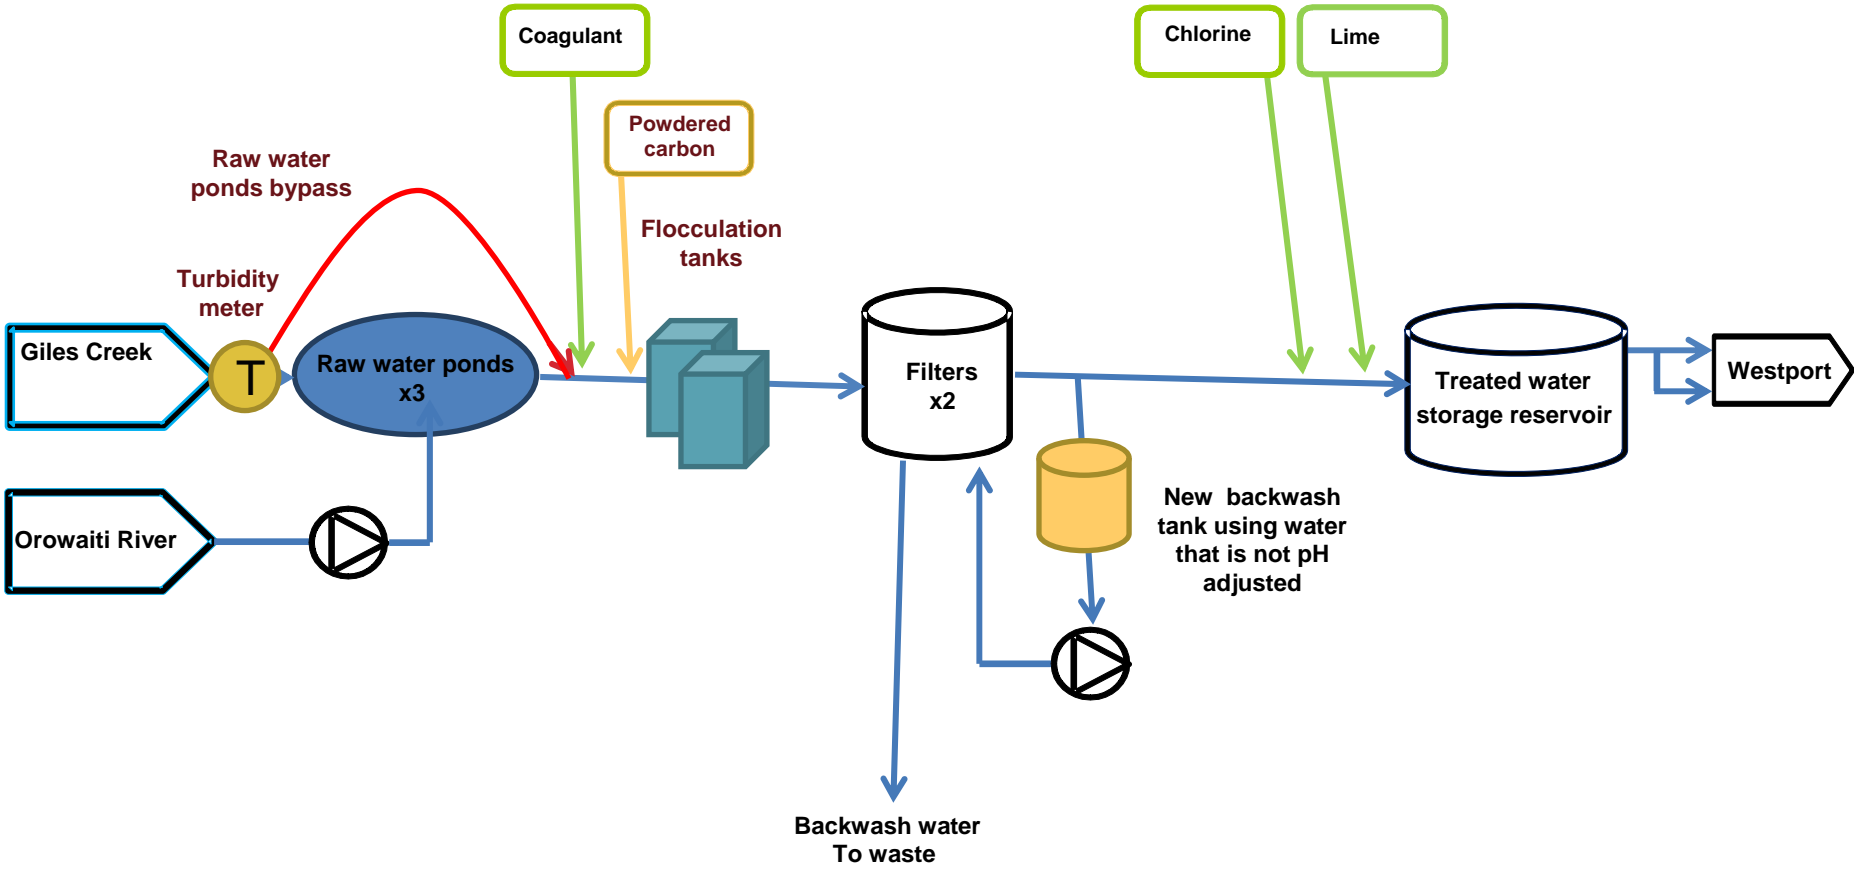 Coagulant
Chlorine
Lime
Powdered
carbon
Raw water
ponds bypass
Flocculation
tanks
Turbidity
meter
Giles Creek
T
Raw water ponds
x3
Filters
x2
Treated water
storage reservoir
Westport
Orowaiti River
New backwash
tank using water
that is not pH
adjusted
Backwash water
To waste